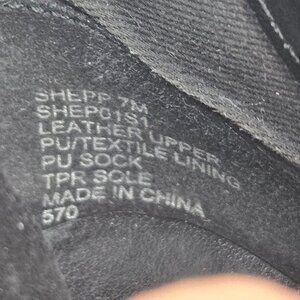 SHEPP 7M
SHEP01S1
LEATHER UPPER
PU/TEXTILE LINING
PU SOCK
TPR SOLE
MADE IN CHINA
570